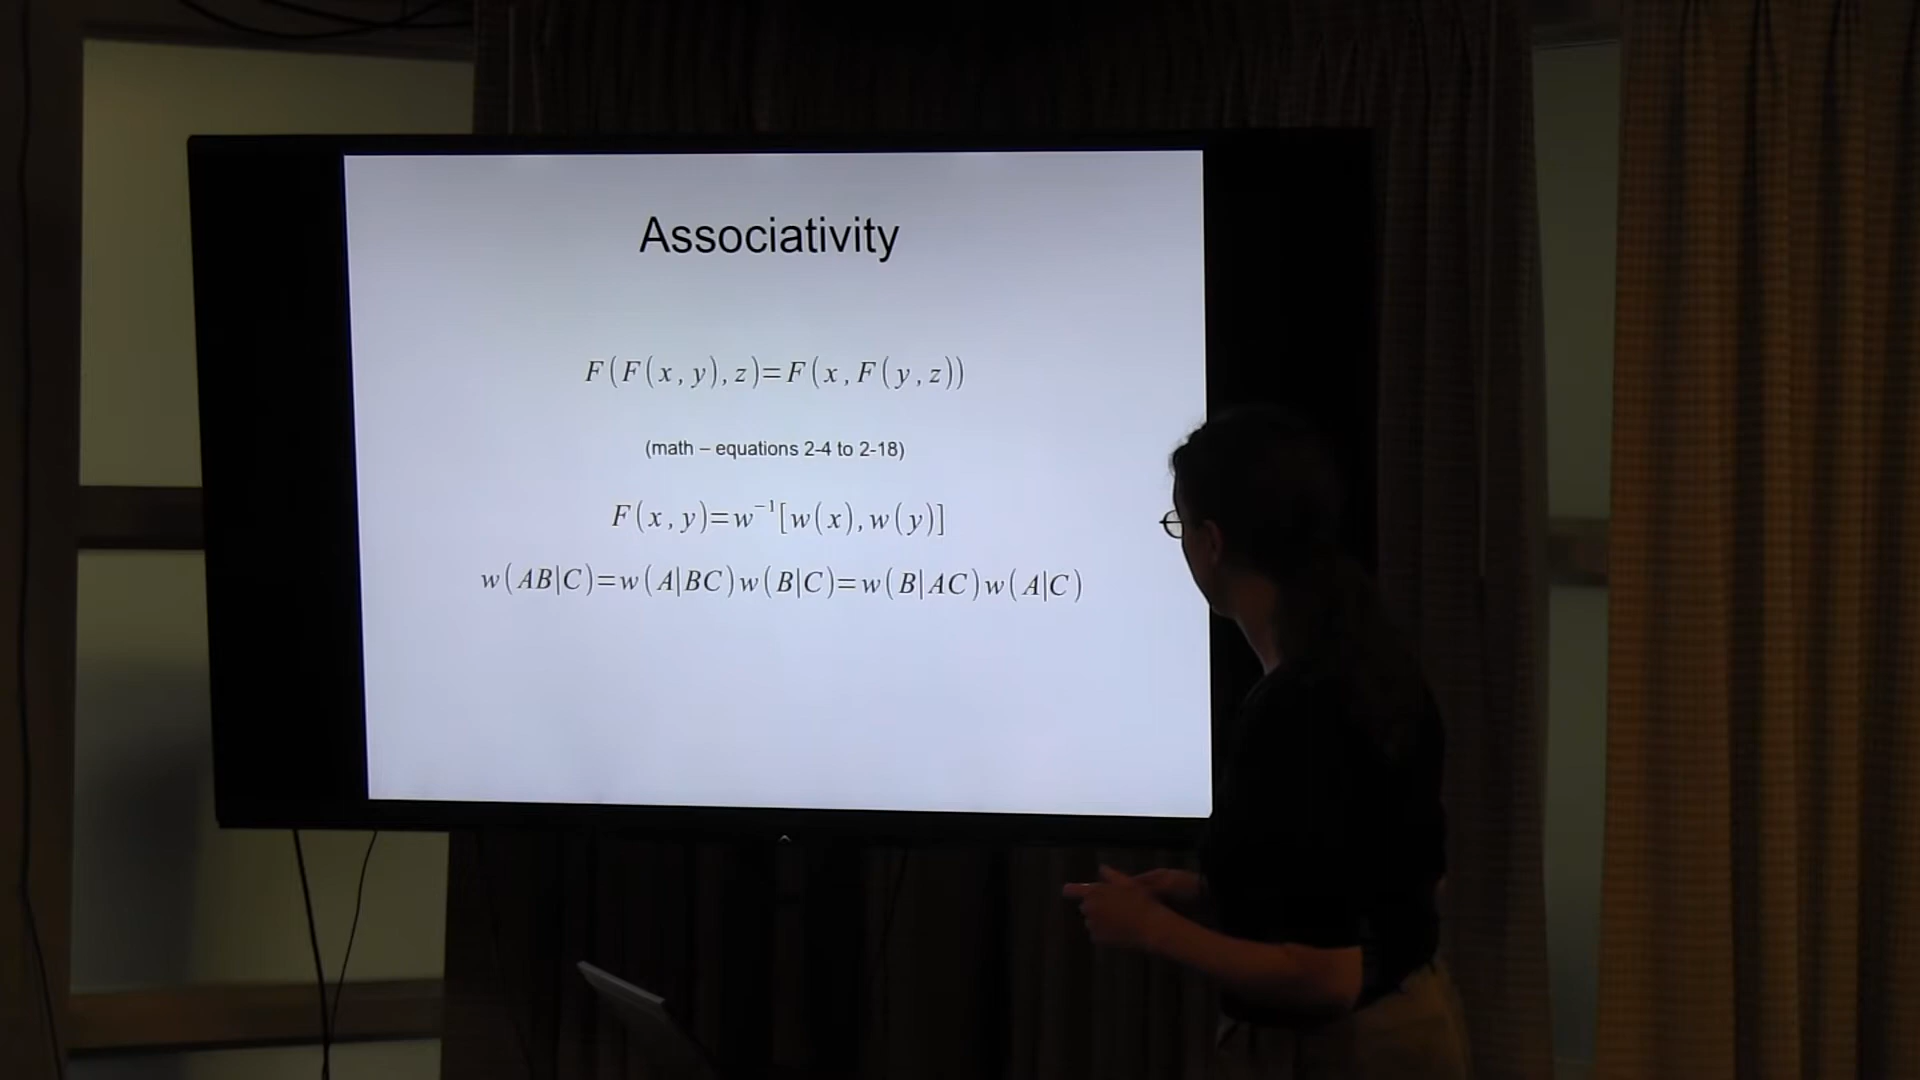 Associativity
F(F(x,y),z)=F(x,F(y,z))
(math – equations 2-4 to 2-18)
F(x,y)=w⁻¹[w(x),w(y)]
w(AB|C)=w(A|BC)w(B|C)=w(B|AC)w(A|C)